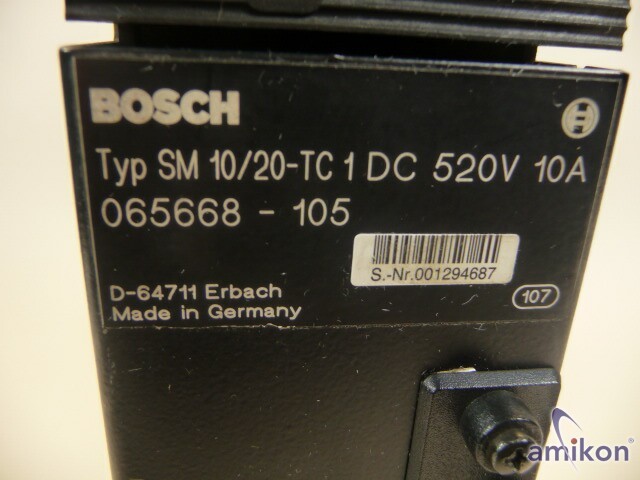 BOSCH
Typ SM 10/20-TC 1 DC 520V 10A
065668 - 105
S.-Nr.001294687
D-64711 Erbach
107
Made in Germany
amikon